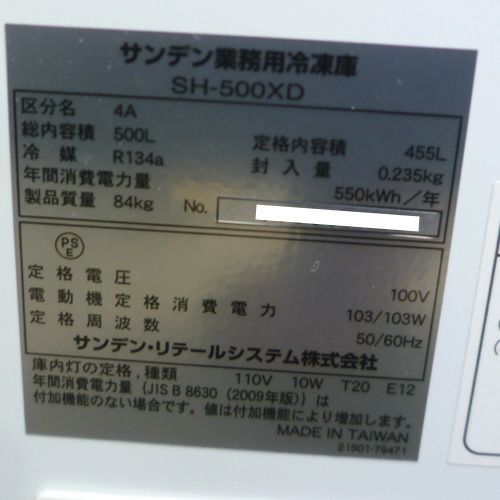 サンデン業務用冷凍庫
SH-500XD
区分名 4A
総内容積 500L 定格内容積 455L
冷媒 R134a 封入量 0.235kg
年間消費電力量 550kWh/年
製品質量 84kg No.
PS E
定格電圧 100V
電動機定格消費電力 103/103W
定格周波数 50/60Hz
サンデン・リテールシステム株式会社
庫内灯の定格,種類 110V 10W T20 E12
年間消費電力量{JIS B 8630(2009年版)}は
付加機能のない場合です。値は付加機能により増加します。
MADE IN TAIWAN
21601-79471